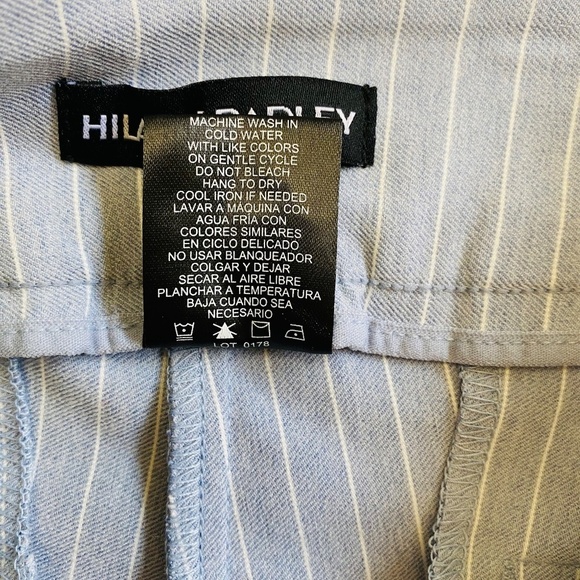 MACHINE WASH IN
COLD WATER
WITH LIKE COLORS
ON GENTLE CYCLE
DO NOT BLEACH
HANG TO DRY
COOL IRON IF NEEDED
LAVAR A MÁQUINA CON
AGUA FRÍA CON
COLORES SIMILARES
EN CICLO DELICADO
NO USAR BLANQUEADOR
COLGAR Y DEJAR
SECAR AL AIRE LIBRE
PLANCHAR A TEMPERATURA
BAJA CUANDO SEA
NECESARIO
LOT 0178